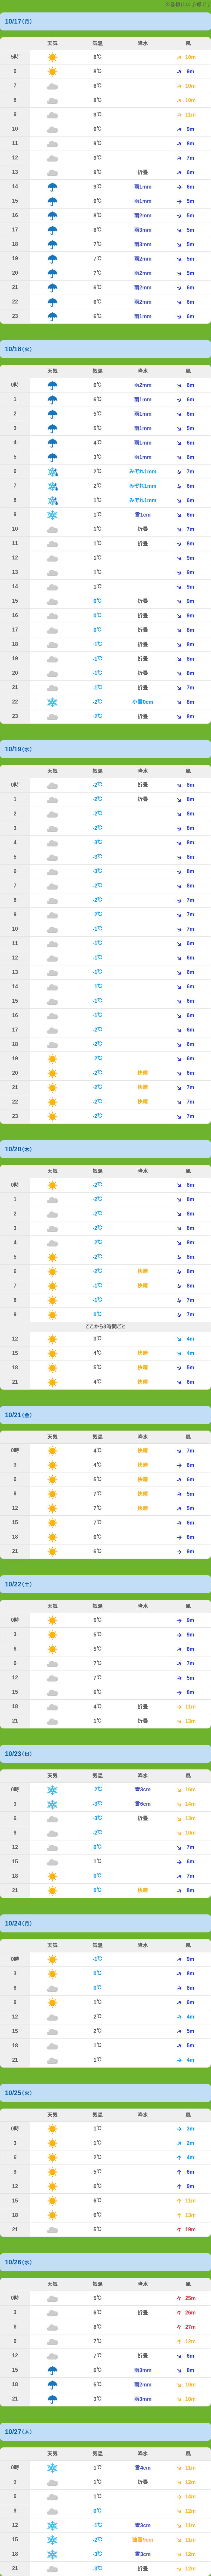 10/17(月)
天気 気温 降水 風
5時 8℃ 10m
6 8℃ 9m
7 8℃ 10m
8 8℃ 10m
9 9℃ 11m
10 9℃ 9m
11 9℃ 8m
12 9℃ 7m
13 9℃ 折畳 6m
14 9℃ 雨1mm 6m
15 9℃ 雨1mm 5m
16 8℃ 雨2mm 5m
17 8℃ 雨3mm 5m
18 7℃ 雨3mm 5m
19 7℃ 雨2mm 5m
20 7℃ 雨2mm 5m
21 6℃ 雨2mm 6m
22 6℃ 雨2mm 6m
23 6℃ 雨1mm 6m
10/18(火)
天気 気温 降水 風
0時 6℃ 雨2mm 6m
1 6℃ 雨1mm 6m
2 5℃ 雨1mm 6m
3 5℃ 雨1mm 5m
4 4℃ 雨1mm 6m
5 3℃ 雨1mm 6m
6 2℃ みぞれ1mm 7m
7 2℃ みぞれ1mm 6m
8 1℃ みぞれ1mm 6m
9 1℃ 雪1cm 6m
10 1℃ 折畳 7m
11 1℃ 折畳 8m
12 1℃ 9m
13 1℃ 9m
14 1℃ 9m
15 0℃ 折畳 9m
16 0℃ 折畳 9m
17 0℃ 折畳 8m
18 -1℃ 折畳 8m
19 -1℃ 折畳 8m
20 -1℃ 折畳 8m
21 -1℃ 折畳 7m
22 -2℃ 小雪0cm 8m
23 -2℃ 折畳 8m
10/19(水)
天気 気温 降水 風
0時 -2℃ 折畳 8m
1 -2℃ 折畳 8m
2 -2℃ 8m
3 -2℃ 8m
4 -3℃ 8m
5 -3℃ 8m
6 -3℃ 8m
7 -2℃ 8m
8 -2℃ 7m
9 -2℃ 7m
10 -1℃ 7m
11 -1℃ 6m
12 -1℃ 6m
13 -1℃ 6m
14 -1℃ 6m
15 -1℃ 6m
16 -1℃ 6m
17 -2℃ 6m
18 -2℃ 6m
19 -2℃ 6m
20 -2℃ 快燥 6m
21 -2℃ 快燥 7m
22 -2℃ 快燥 7m
23 -2℃ 7m
10/20(木)
天気 気温 降水 風
0時 -2℃ 8m
1 -2℃ 8m
2 -2℃ 8m
3 -2℃ 8m
4 -2℃ 8m
5 -2℃ 8m
6 -2℃ 快燥 8m
7 -1℃ 快燥 8m
8 -1℃ 7m
9 0℃ 7m
ここから3時間ごと
12 3℃ 4m
15 4℃ 快燥 4m
18 5℃ 快燥 5m
21 4℃ 快燥 6m
10/21(金)
天気 気温 降水 風
0時 4℃ 快燥 7m
3 4℃ 快燥 6m
6 5℃ 快燥 6m
9 7℃ 快燥 5m
12 7℃ 快燥 5m
15 7℃ 6m
18 6℃ 8m
21 6℃ 9m
10/22(土)
天気 気温 降水 風
0時 5℃ 9m
3 5℃ 9m
6 5℃ 8m
9 7℃ 7m
12 7℃ 5m
15 6℃ 8m
18 4℃ 折畳 11m
21 1℃ 折畳 12m
10/23(日)
天気 気温 降水 風
0時 -2℃ 雪3cm 16m
3 -3℃ 雪6cm 14m
6 -3℃ 折畳 13m
9 -2℃ 10m
12 0℃ 7m
15 1℃ 6m
18 0℃ 7m
21 0℃ 快燥 8m
10/24(月)
天気 気温 降水 風
0時 -1℃ 9m
3 0℃ 8m
6 0℃ 8m
9 1℃ 6m
12 2℃ 4m
15 2℃ 5m
18 1℃ 5m
21 1℃ 4m
10/25(火)
天気 気温 降水 風
0時 1℃ 3m
3 1℃ 2m
6 2℃ 4m
9 5℃ 6m
12 6℃ 9m
15 6℃ 11m
18 6℃ 13m
21 5℃ 19m
10/26(水)
天気 気温 降水 風
0時 5℃ 25m
3 6℃ 折畳 26m
6 8℃ 27m
9 7℃ 12m
12 7℃ 折畳 6m
15 6℃ 雨3mm 8m
18 5℃ 雨2mm 10m
21 3℃ 雨3mm 10m
10/27(木)
天気 気温 降水 風
0時 1℃ 雪4cm 11m
3 1℃ 折畳 12m
6 1℃ 14m
9 0℃ 12m
12 -1℃ 雪3cm 11m
15 -2℃ 強雪9cm 11m
18 -3℃ 雪3cm 12m
21 -3℃ 折畳 12m